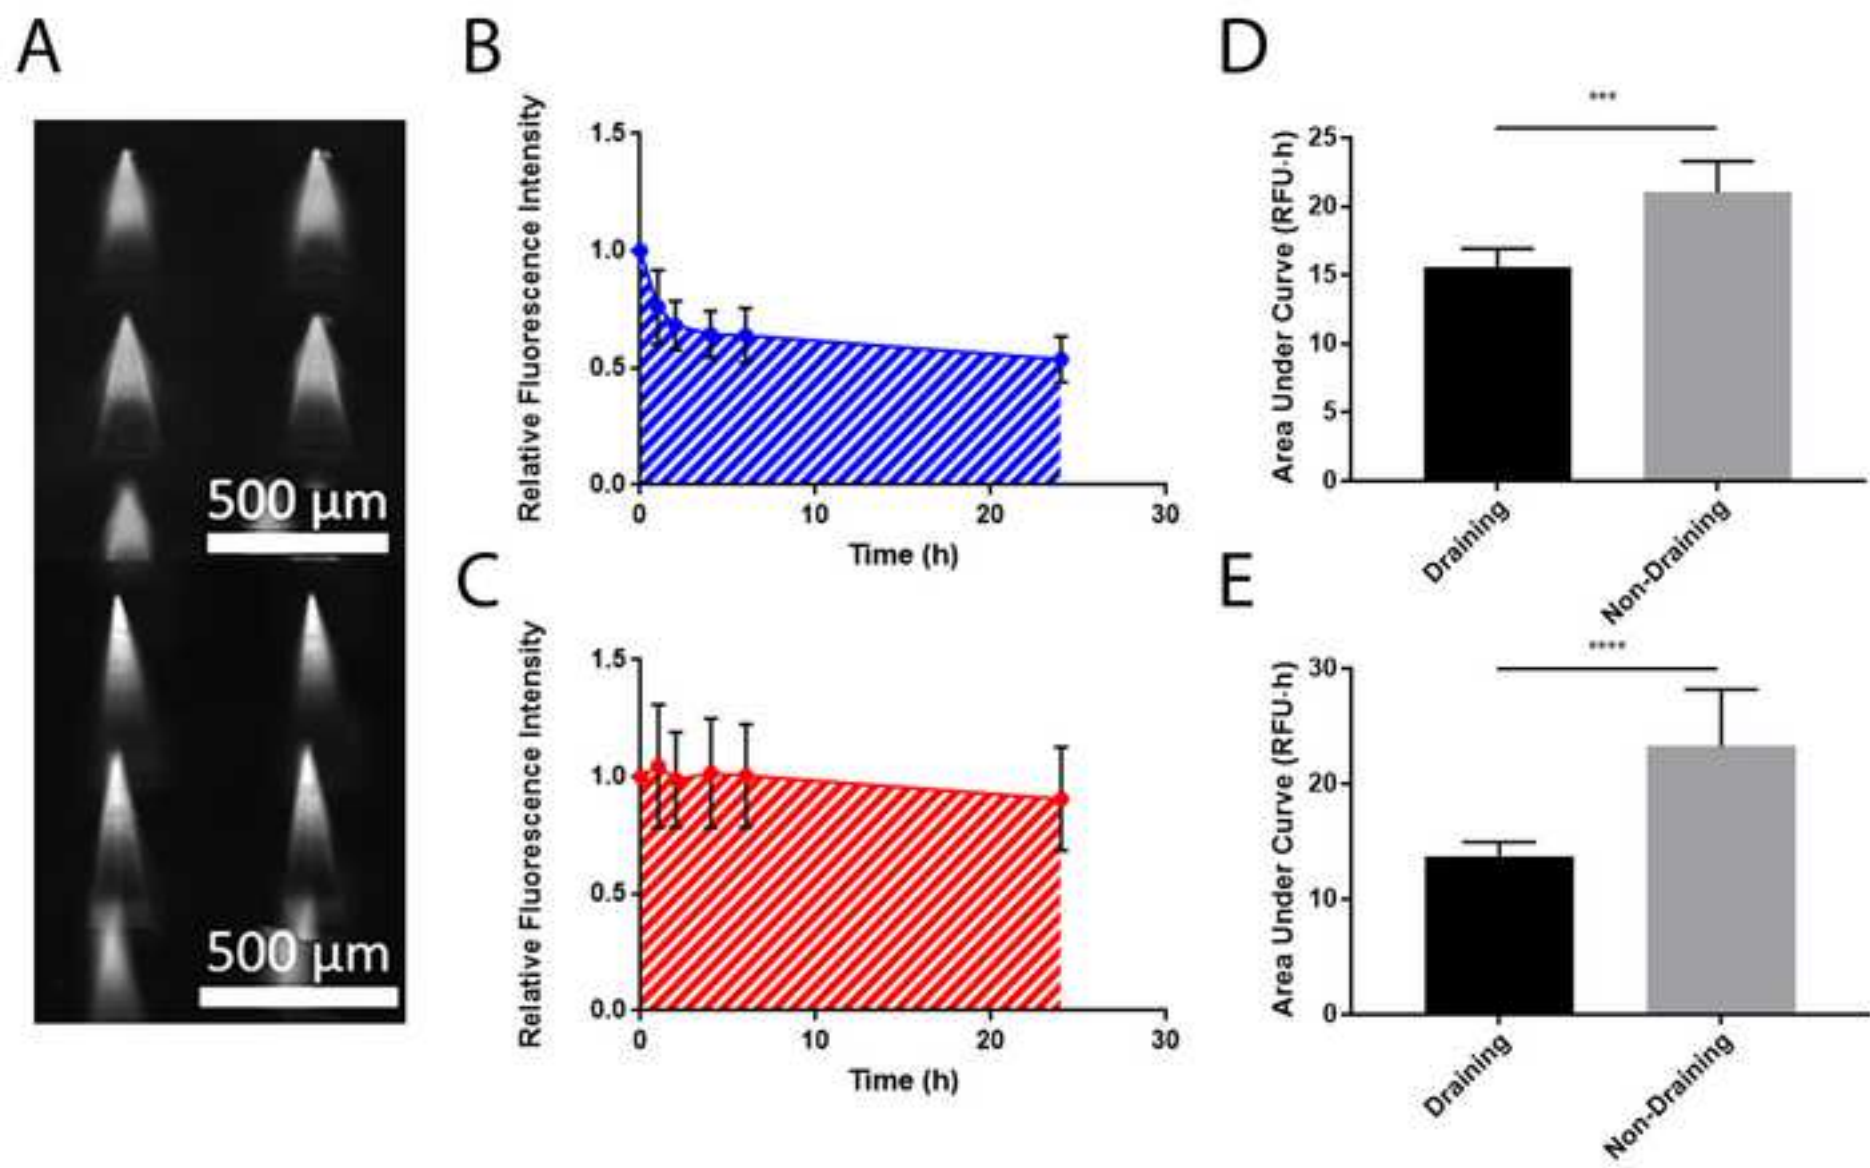 A
500 µm
500 µm
B
Relative Fluorescence Intensity
1.5
1.0
0.5
0.0
0
10
20
30
Time (h)
C
Relative Fluorescence Intensity
1.5
1.0
0.5
0.0
0
10
20
30
Time (h)
D
***
Area Under Curve (RFU·h)
25
20
15
10
5
0
Draining
Non-Draining
E
****
Area Under Curve (RFU·h)
30
20
10
0
Draining
Non-Draining